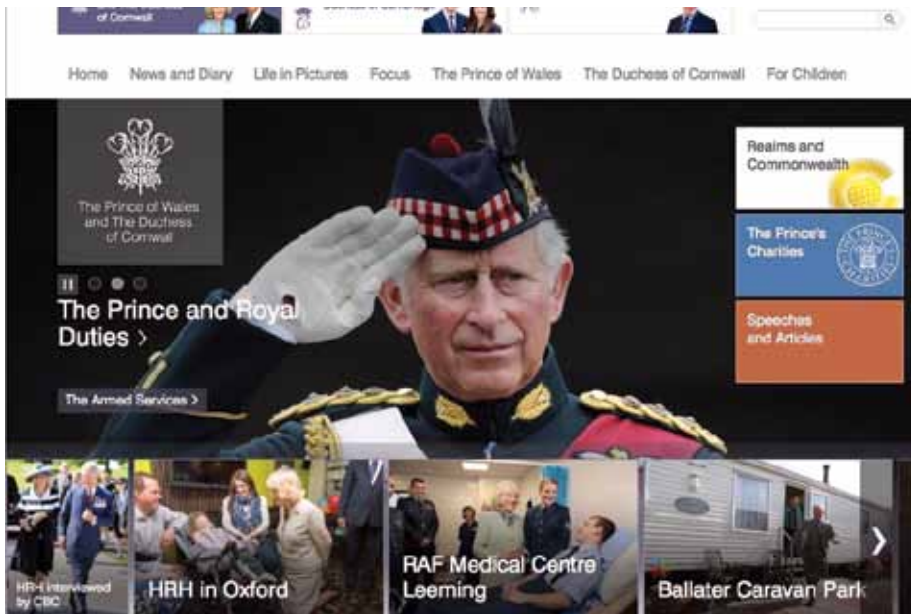 of Cornwall
Home News and Diary Life in Pictures Focus The Prince of Wales The Duchess of Cornwall For Children
The Prince of Wales
and The Duchess
of Cornwall
Realms and
Commonwealth
The Prince's
Charities
THE PRINCE'S
CHARITIES
Speeches
and Articles
The Prince and Royal
Duties >
The Armed Services >
HRH interviewed
by CBC
HRH in Oxford
RAF Medical Centre
Leeming
Ballater Caravan Park